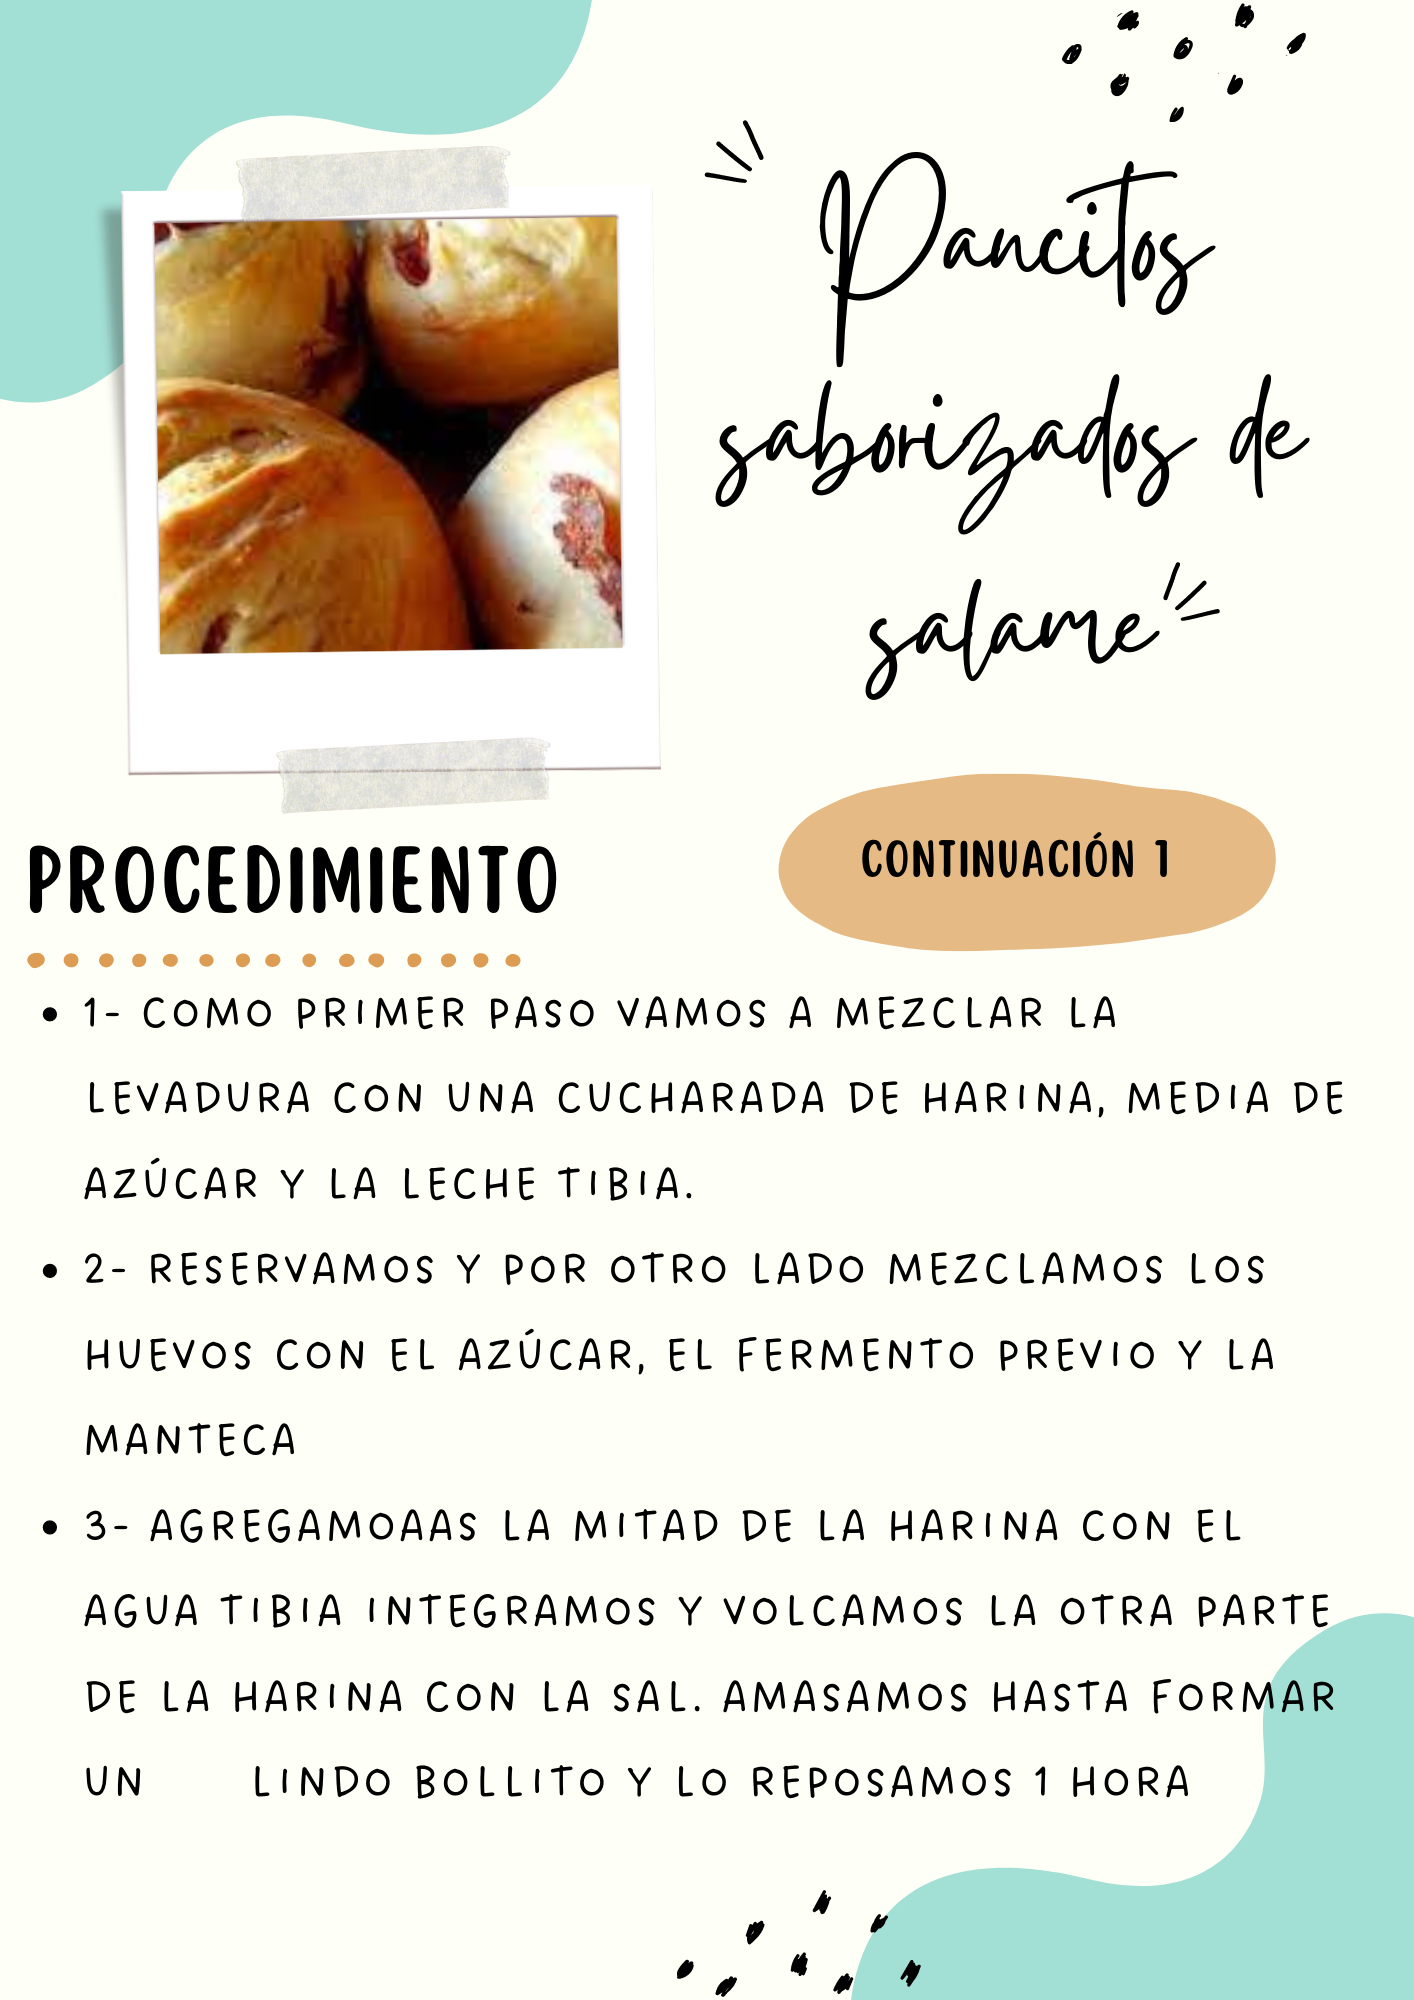 Pancitos
saborizados de
salame
PROCEDIMIENTO
CONTINUACIÓN 1
• 1- COMO PRIMER PASO VAMOS A MEZCLAR LA
LEVADURA CON UNA CUCHARADA DE HARINA, MEDIA DE
AZÚCAR Y LA LECHE TIBIA.
• 2- RESERVAMOS Y POR OTRO LADO MEZCLAMOS LOS
HUEVOS CON EL AZÚCAR, EL FERMENTO PREVIO Y LA
MANTECA
• 3- AGREGAMOAAS LA MITAD DE LA HARINA CON EL
AGUA TIBIA INTEGRAMOS Y VOLCAMOS LA OTRA PARTE
DE LA HARINA CON LA SAL. AMASAMOS HASTA FORMAR
UN LINDO BOLLITO Y LO REPOSAMOS 1 HORA